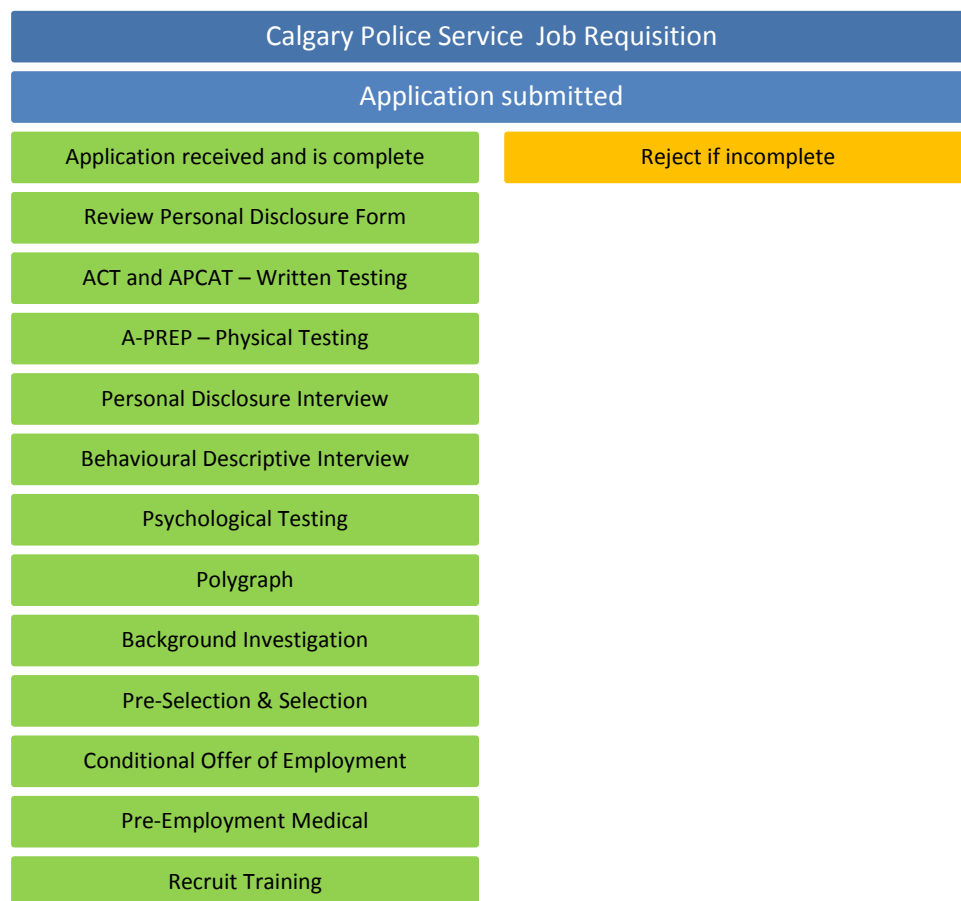 Calgary Police Service Job Requisition
Application submitted
Application received and is complete
Reject if incomplete
Review Personal Disclosure Form
ACT and APCAT – Written Testing
A-PREP – Physical Testing
Personal Disclosure Interview
Behavioural Descriptive Interview
Psychological Testing
Polygraph
Background Investigation
Pre-Selection & Selection
Conditional Offer of Employment
Pre-Employment Medical
Recruit Training